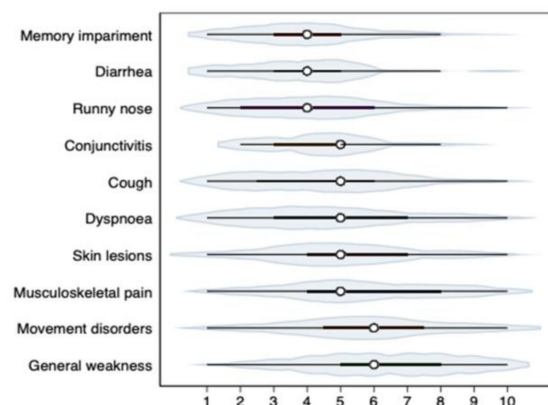 Memory impariment
Diarrhea
Runny nose
Conjunctivitis
Cough
Dyspnoea
Skin lesions
Musculoskeletal pain
Movement disorders
General weakness
1 2 3 4 5 6 7 8 9 10